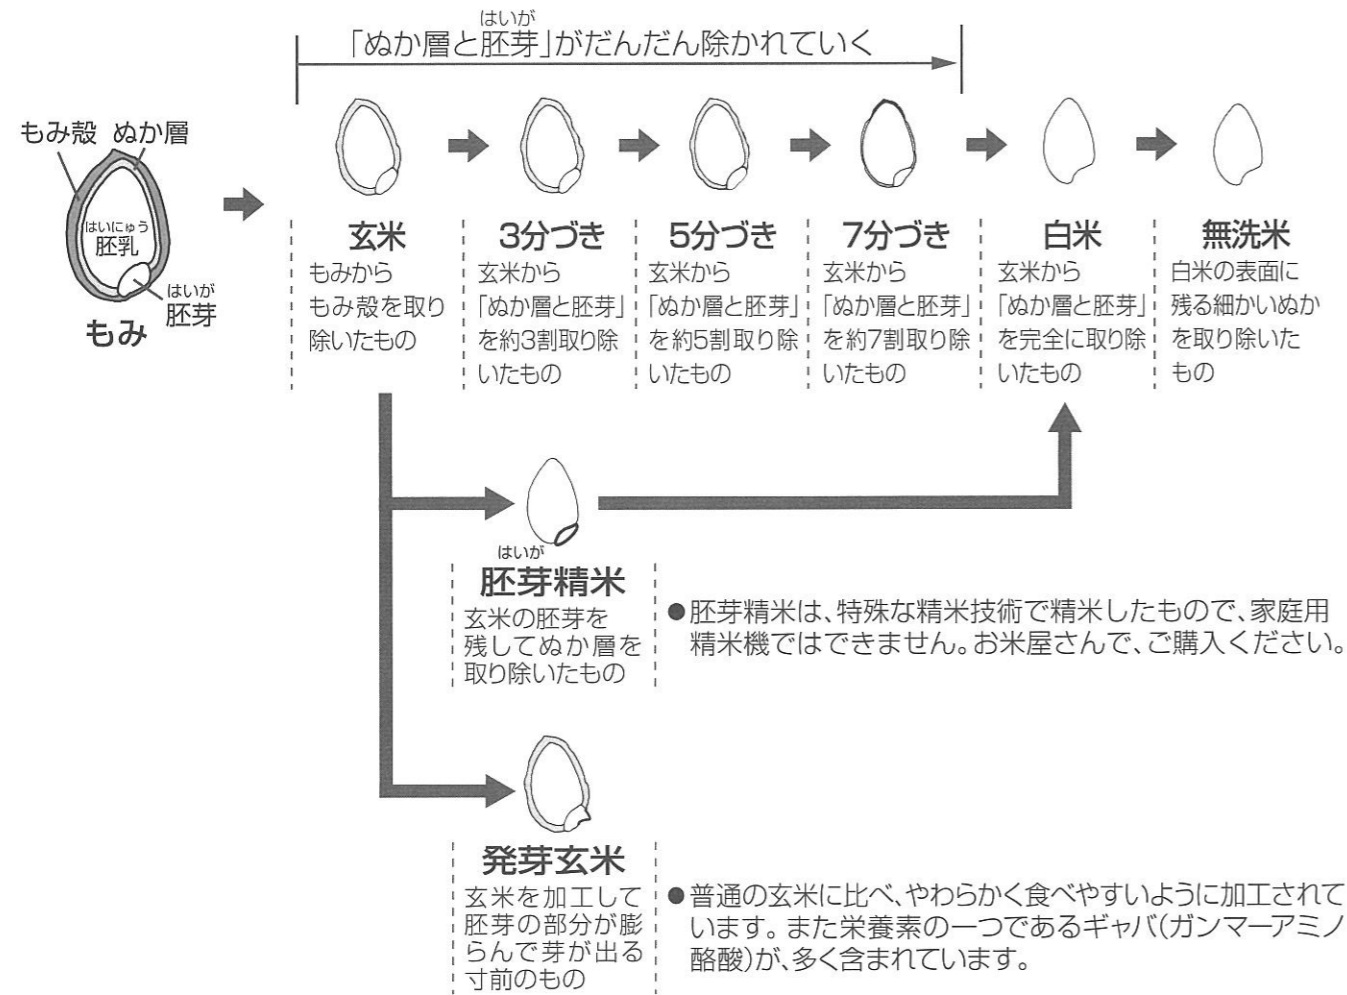 はいが
「ぬか層と胚芽」がだんだん除かれていく
もみ殻 ぬか層
はいにゅう
胚乳
はいが
胚芽
もみ
玄米
もみから
もみ殻を取り
除いたもの
3分づき
玄米から
「ぬか層と胚芽」
を約3割取り除
いたもの
5分づき
玄米から
「ぬか層と胚芽」
を約5割取り除
いたもの
7分づき
玄米から
「ぬか層と胚芽」
を約7割取り除
いたもの
白米
玄米から
「ぬか層と胚芽」
を完全に取り除
いたもの
無洗米
白米の表面に
残る細かいぬか
を取り除いた
もの
はいが
胚芽精米
玄米の胚芽を
残してぬか層を
取り除いたもの
●胚芽精米は、特殊な精米技術で精米したもので、家庭用
精米機ではできません。お米屋さんで、ご購入ください。
発芽玄米
玄米を加工して
胚芽の部分が膨
らんで芽が出る
寸前のもの
●普通の玄米に比べ、やわらかく食べやすいように加工されて
います。また栄養素の一つであるギャバ(ガンマーアミノ
酪酸)が、多く含まれています。